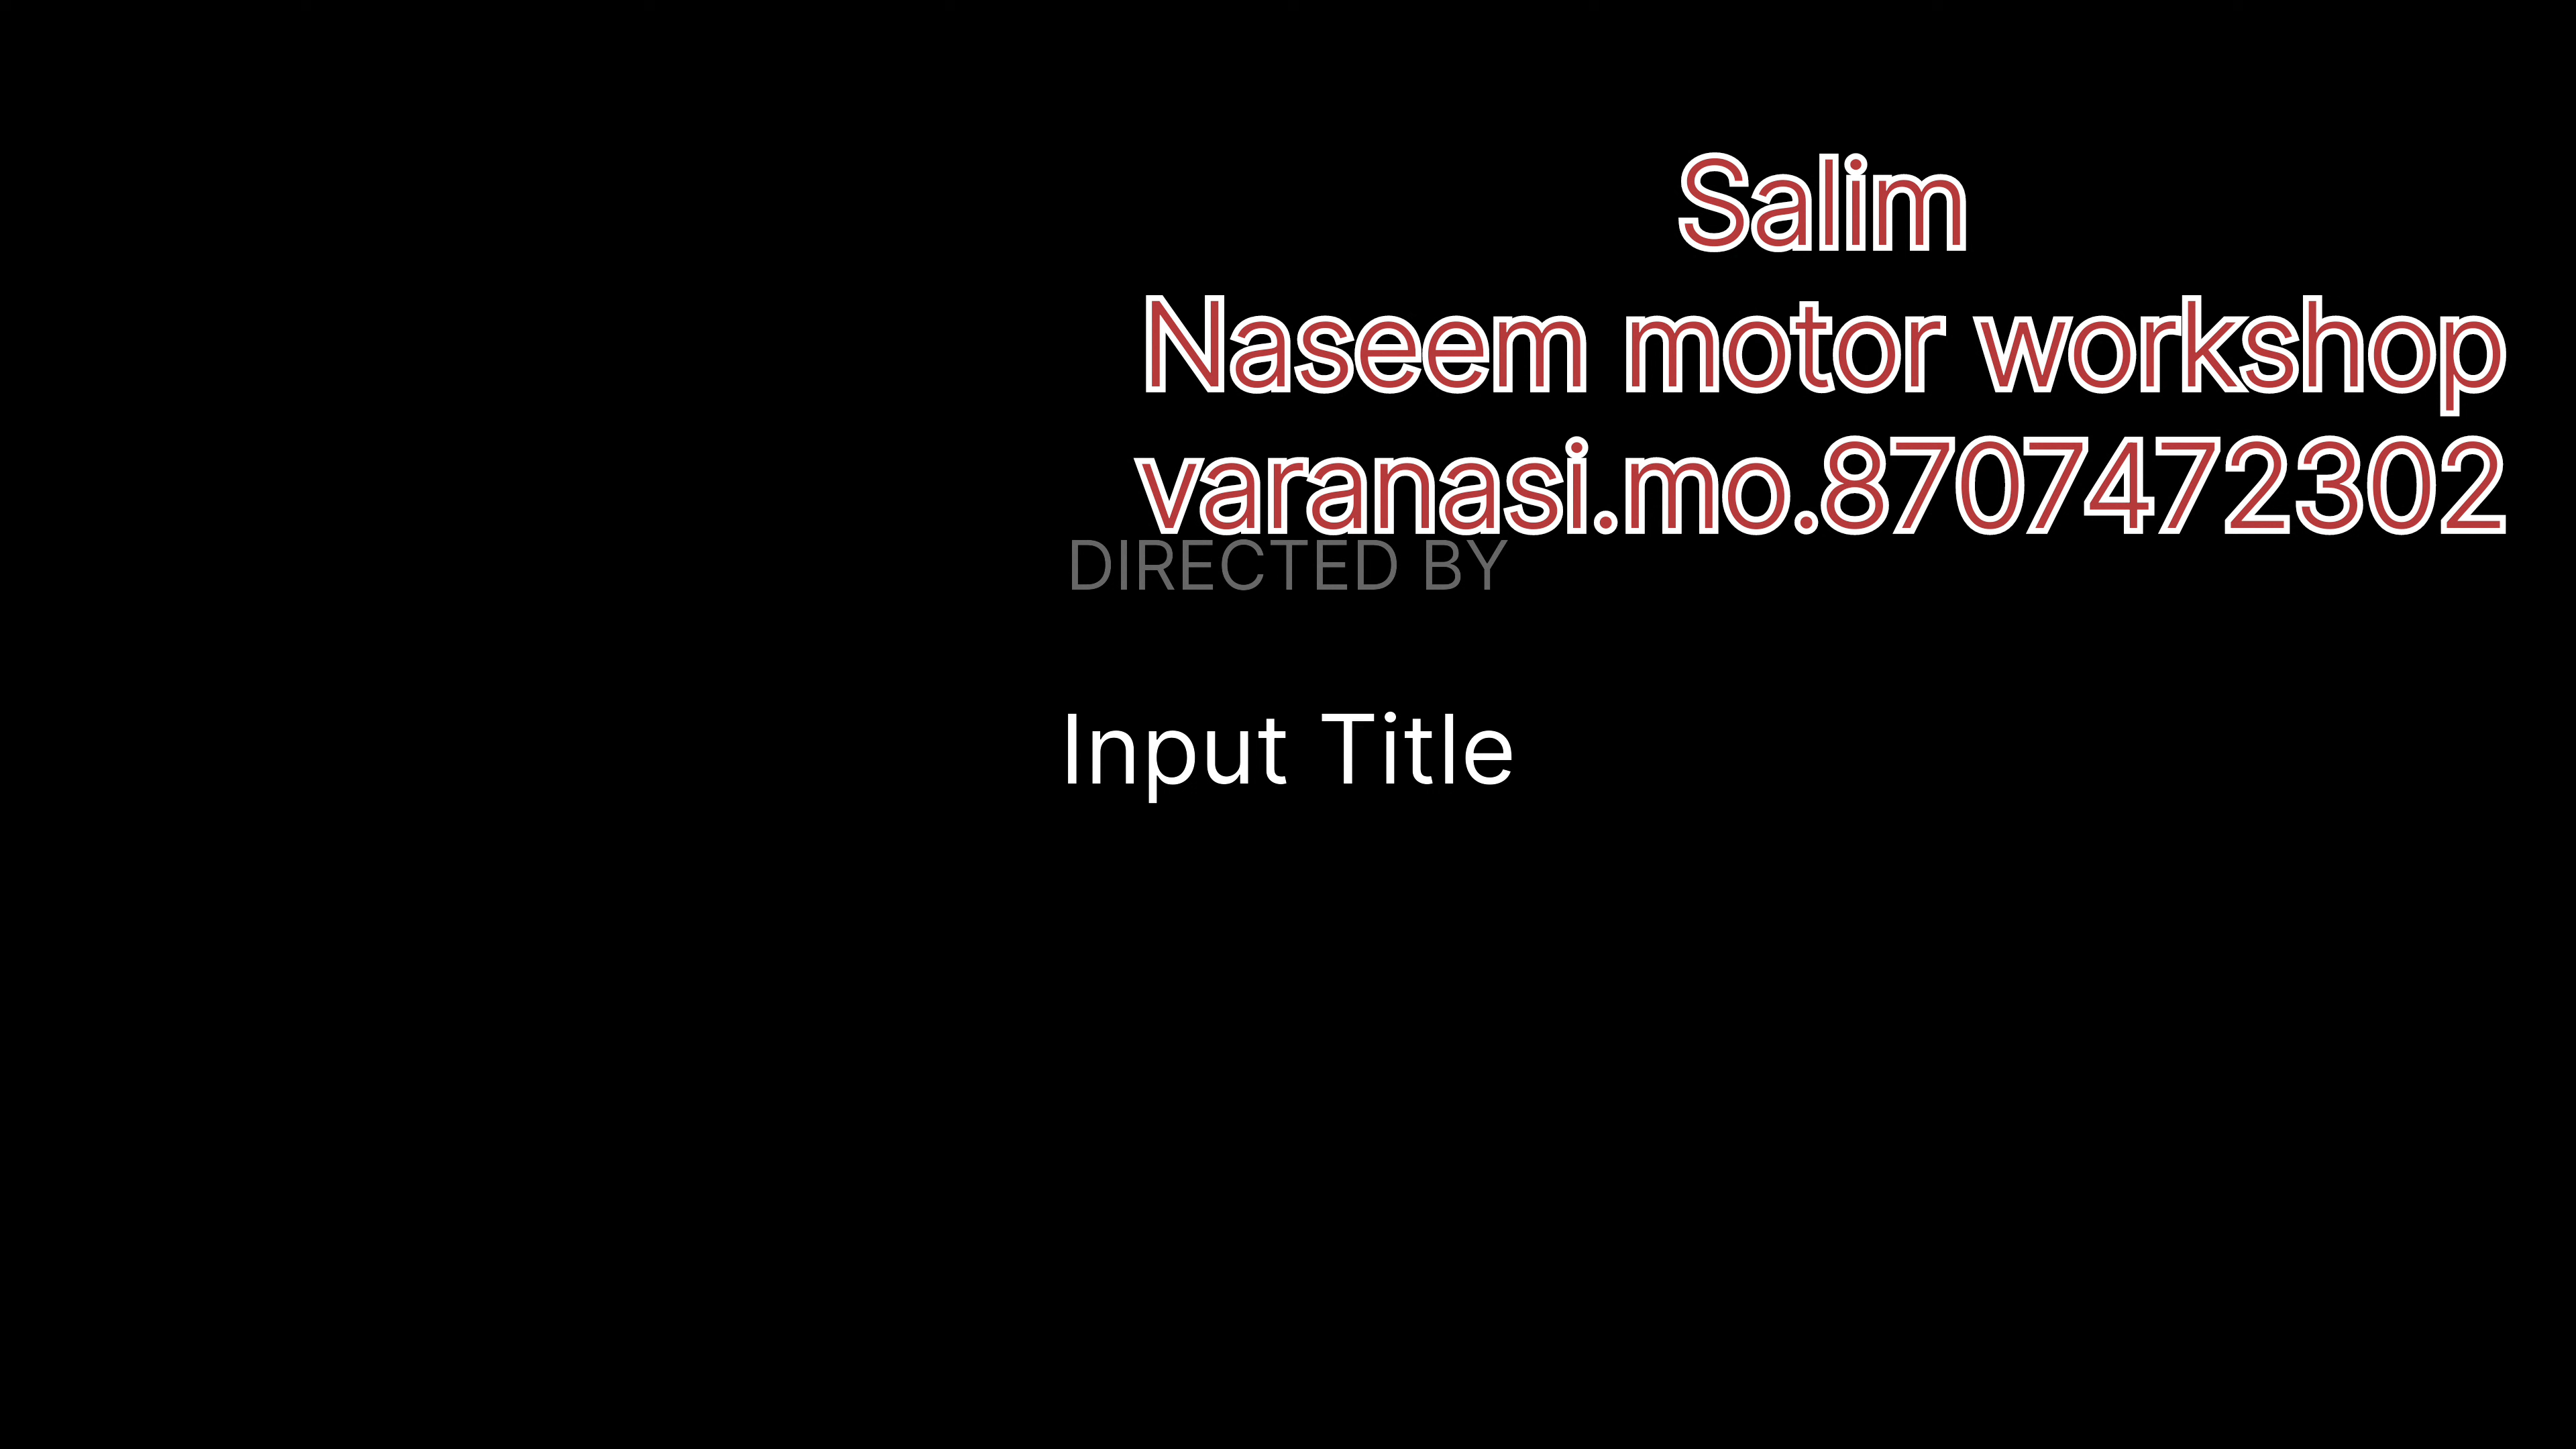 Salim
Naseem motor workshop
varanasi.mo.8707472302
DIRECTED BY
Input Title